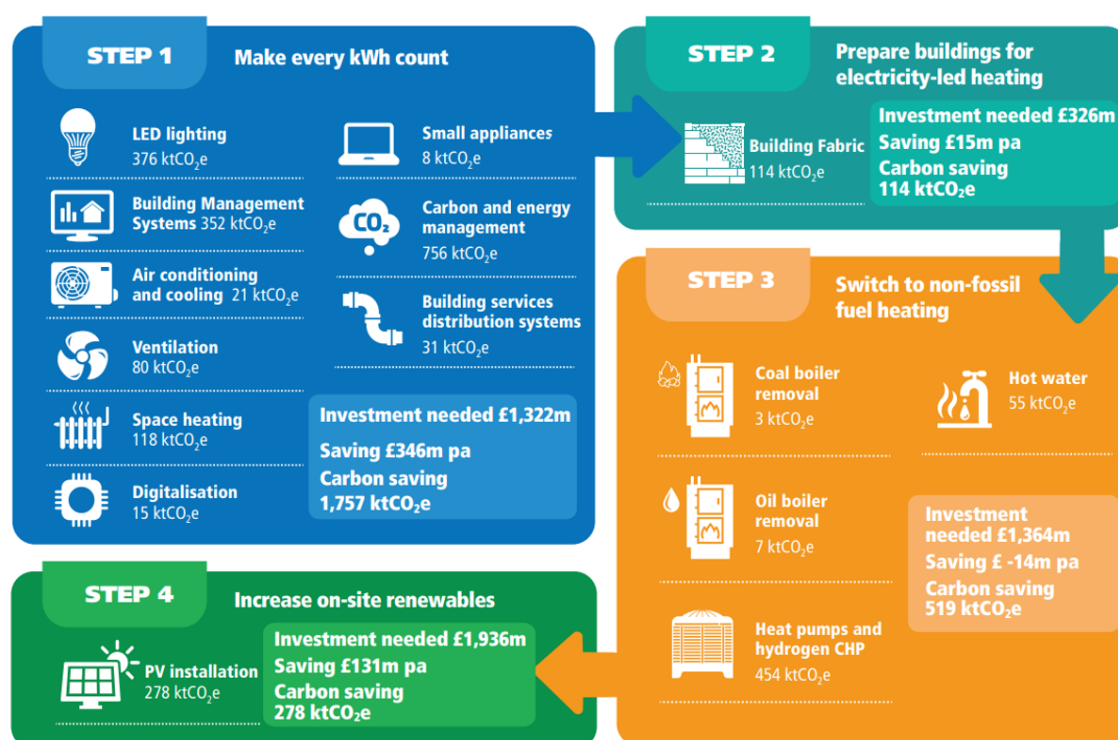 STEP 1
Make every kWh count
LED lighting
376 ktCO₂e
Building Management
Systems 352 ktCO₂e
Air conditioning
and cooling 21 ktCO₂e
Ventilation
80 ktCO₂e
Space heating
118 ktCO₂e
Digitalisation
15 ktCO₂e
Small appliances
8 ktCO₂e
CO₂
Carbon and energy
management
756 ktCO₂e
Building services
distribution systems
31 ktCO₂e
Investment needed £1,322m
Saving £346m pa
Carbon saving
1,757 ktCO₂e
STEP 2
Prepare buildings for
electricity-led heating
Building Fabric
114 ktCO₂e
Investment needed £326m
Saving £15m pa
Carbon saving
114 ktCO₂e
STEP 3
Switch to non-fossil
fuel heating
Coal boiler
removal
3 ktCO₂e
Oil boiler
removal
7 ktCO₂e
Heat pumps and
hydrogen CHP
454 ktCO₂e
Hot water
55 ktCO₂e
Investment
needed £1,364m
Saving £ -14m pa
Carbon saving
519 ktCO₂e
STEP 4
Increase on-site renewables
PV installation
278 ktCO₂e
Investment needed £1,936m
Saving £131m pa
Carbon saving
278 ktCO₂e